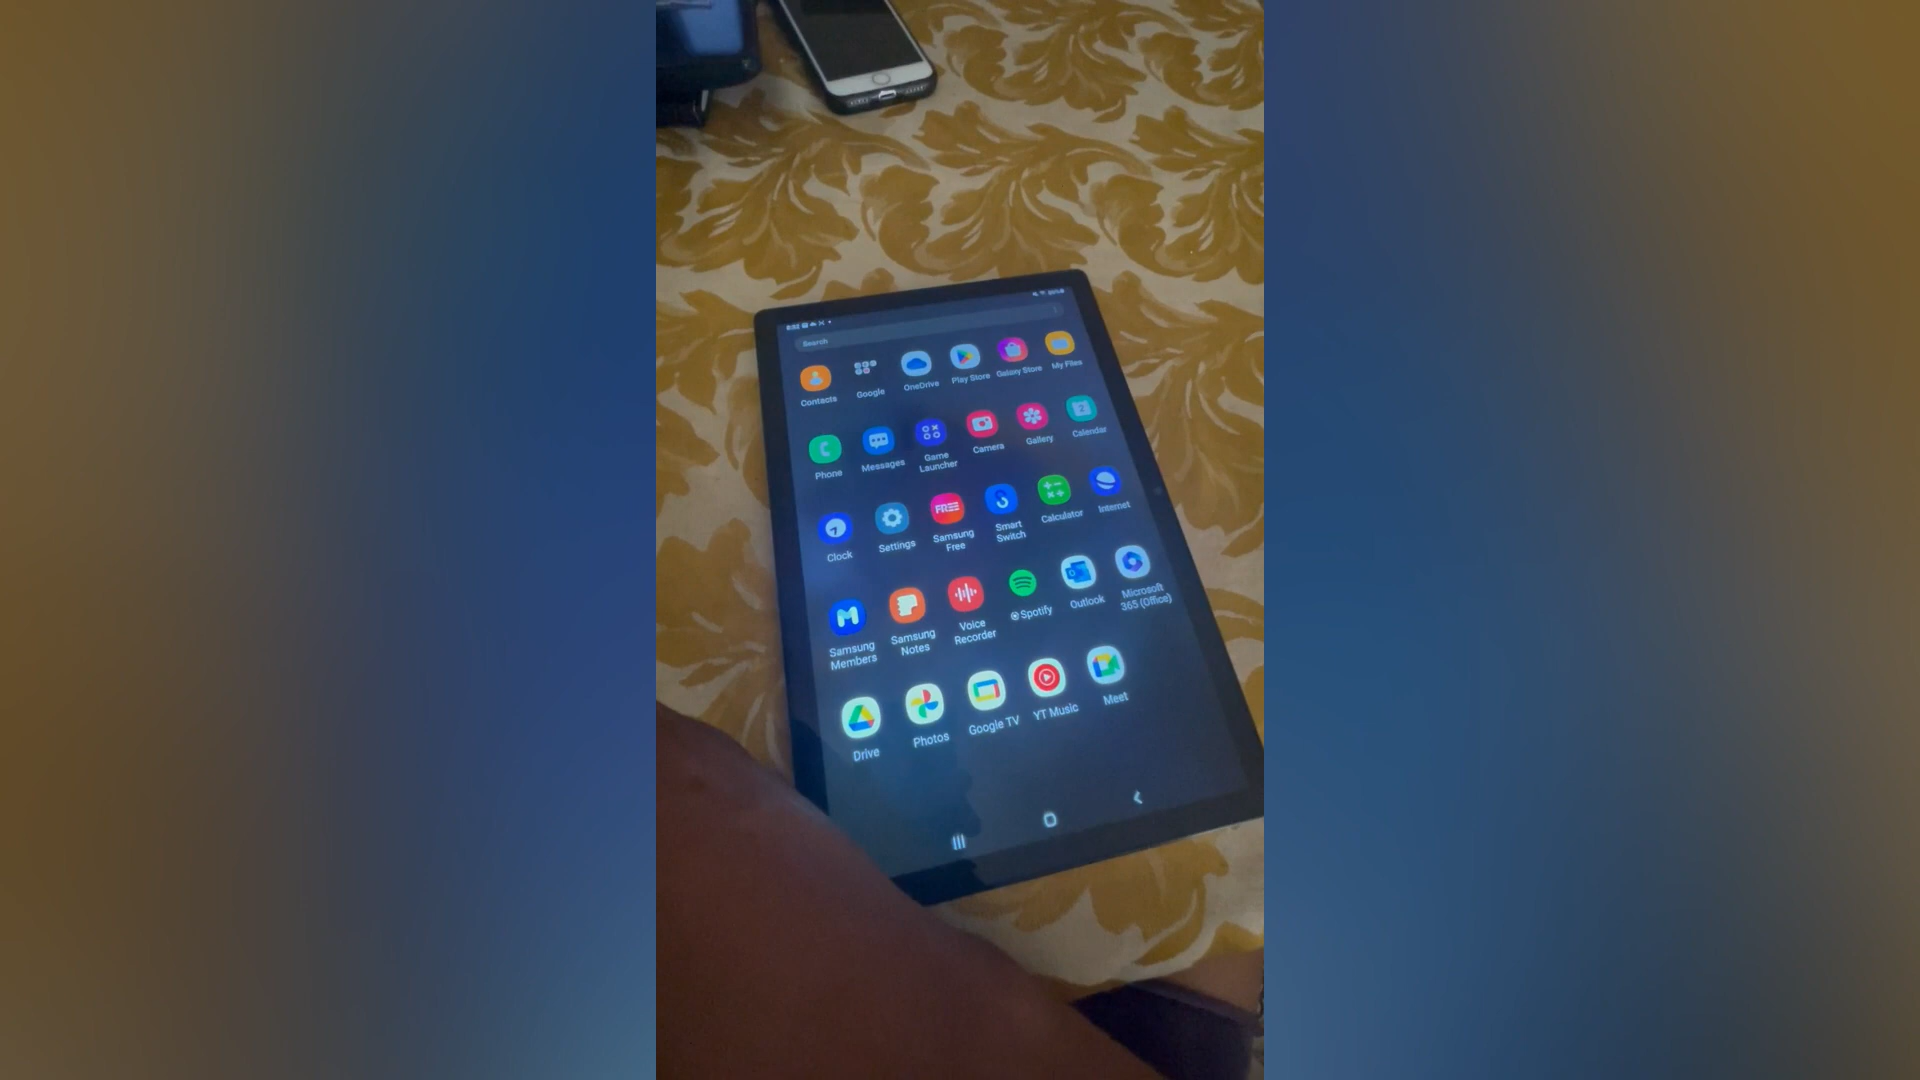 Search
Contacts
Google
OneDrive
Play Store
Galaxy Store
My Files
Phone
Messages
Game
Launcher
Camera
Gallery
2
Calendar
Clock
Settings
FREE
Samsung
Free
Smart
Switch
Calculator
Internet
Samsung
Members
Samsung
Notes
Voice
Recorder
Spotify
Outlook
Microsoft
365 (Office)
Drive
Photos
Google TV
YT Music
Meet